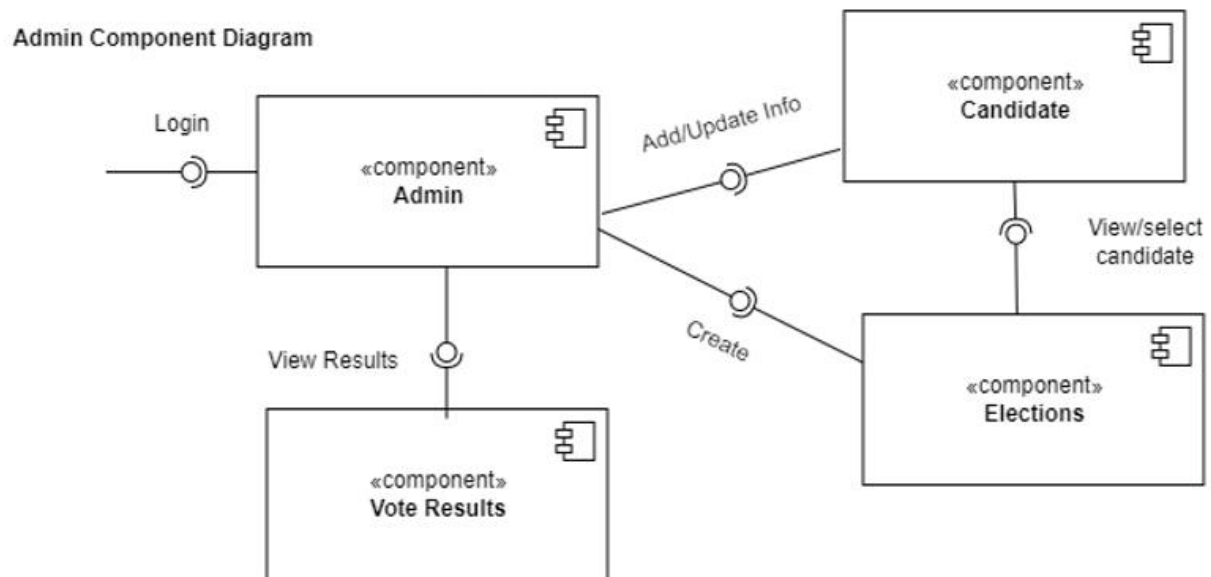 Admin Component Diagram
Login
«component»
Admin
Add/Update Info
«component»
Candidate
View/select
candidate
View Results
Create
«component»
Elections
«component»
Vote Results